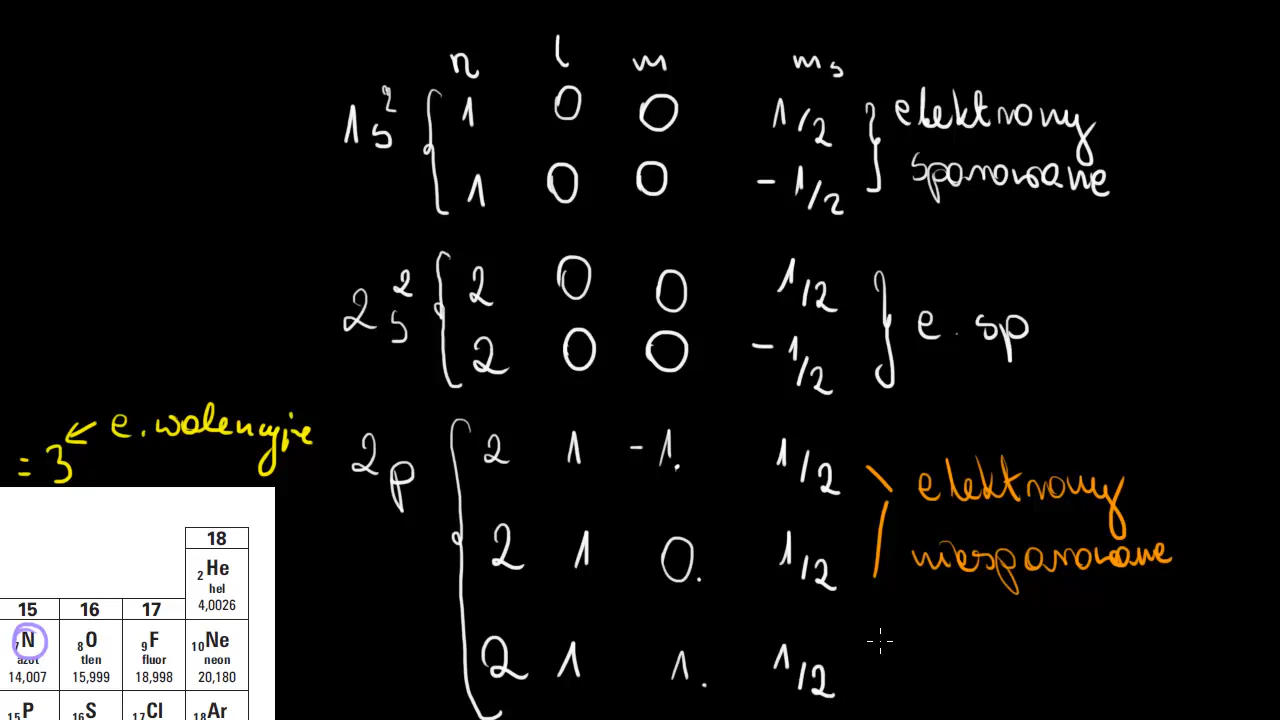 n l m ms
1s² 1 0 0 1/2 elektrony
1 0 0 -1/2 sparowane
2s² 2 0 0 1/2 e. sp
2 0 0 -1/2
= 3 e. walencyjne
2p 2 1 -1. 1/2 elektrony
2 1 0. 1/2 niesparowane
2 1 1. 1/2
18
2He
hel
4,0026
15 16 17
7N 8O 9F 10Ne
azot tlen fluor neon
14,007 15,999 18,998 20,180
15P 16S 17Cl 18Ar